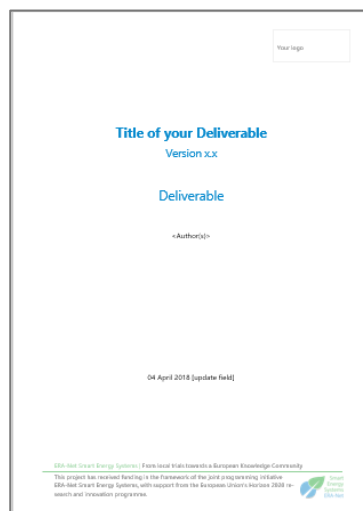 Your logo
Title of your Deliverable
Version x.x
Deliverable
<Author(s)>
04 April 2018 [update field]
ERA-Net Smart Energy Systems | From local trials towards a European Knowledge Community
This project has received funding in the framework of the joint programming initiative
ERA-Net Smart Energy Systems, with support from the European Union's Horizon 2020 re-
search and innovation programme.
Smart
Energy
Systems
ERA-Net